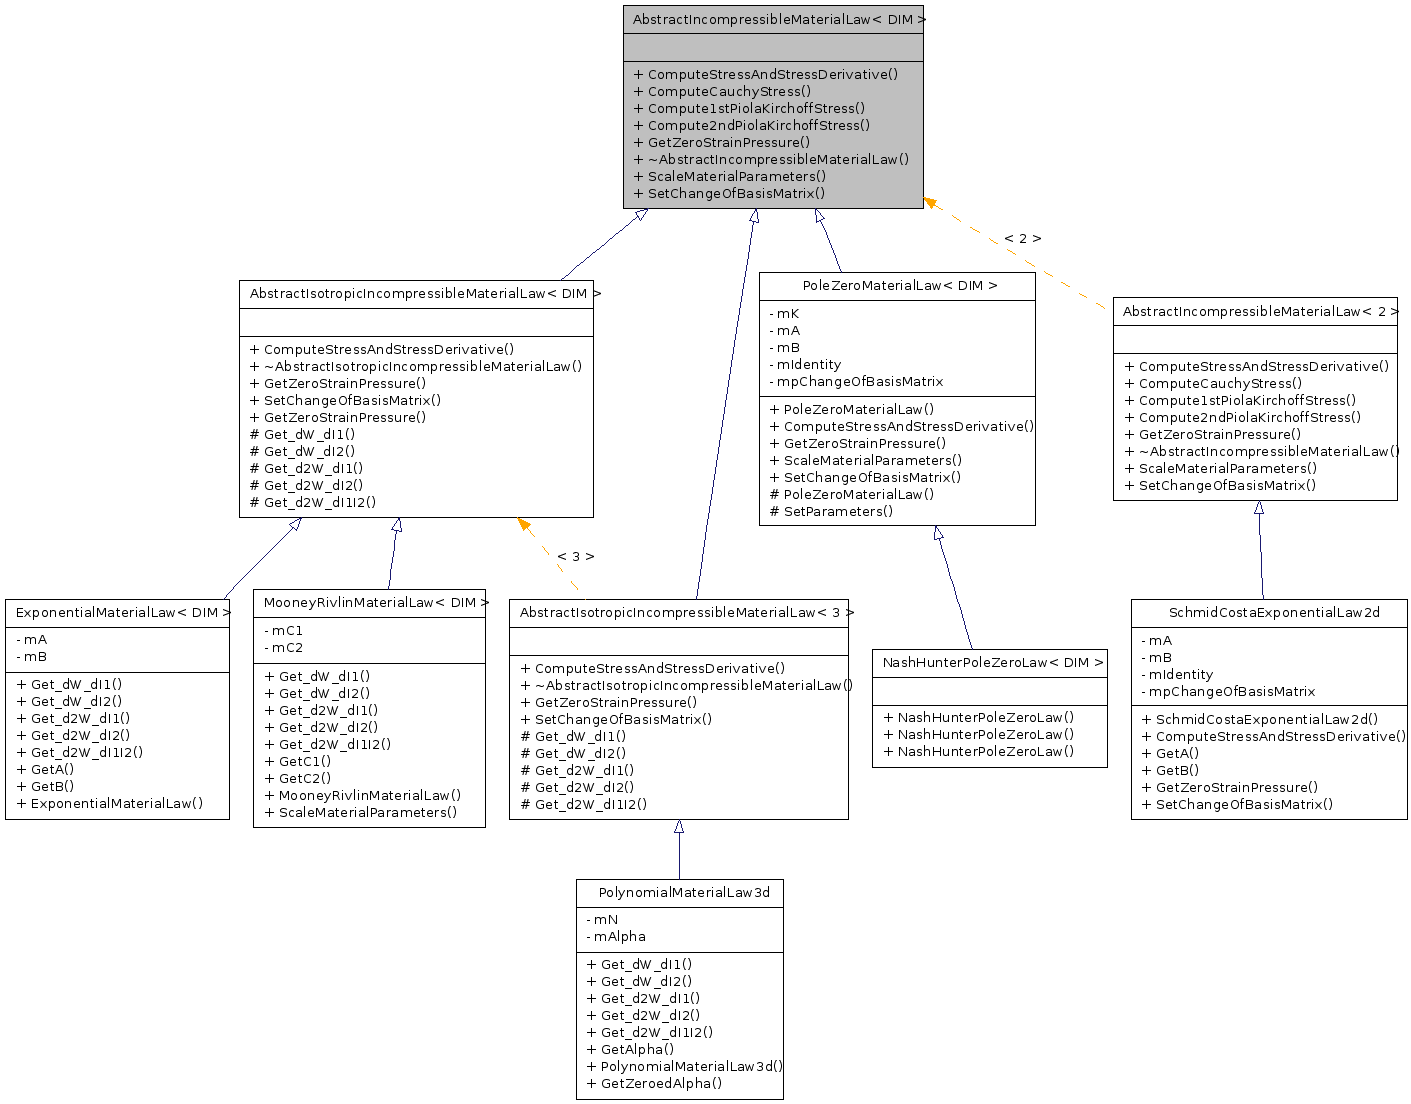 AbstractIncompressibleMaterialLaw< DIM >
+ ComputeStressAndStressDerivative()
+ ComputeCauchyStress()
+ Compute1stPiolaKirchoffStress()
+ Compute2ndPiolaKirchoffStress()
+ GetZeroStrainPressure()
+ ~AbstractIncompressibleMaterialLaw()
+ ScaleMaterialParameters()
+ SetChangeOfBasisMatrix()
< 2 >
AbstractIsotropicIncompressibleMaterialLaw< DIM >
+ ComputeStressAndStressDerivative()
+ ~AbstractIsotropicIncompressibleMaterialLaw()
+ GetZeroStrainPressure()
+ SetChangeOfBasisMatrix()
+ GetZeroStrainPressure()
# Get_dW_dI1()
# Get_dW_dI2()
# Get_d2W_dI1()
# Get_d2W_dI2()
# Get_d2W_dI1I2()
PoleZeroMaterialLaw< DIM >
- mK
- mA
- mB
- mIdentity
- mpChangeOfBasisMatrix
+ PoleZeroMaterialLaw()
+ ComputeStressAndStressDerivative()
+ GetZeroStrainPressure()
+ ScaleMaterialParameters()
+ SetChangeOfBasisMatrix()
# PoleZeroMaterialLaw()
# SetParameters()
AbstractIncompressibleMaterialLaw< 2 >
+ ComputeStressAndStressDerivative()
+ ComputeCauchyStress()
+ Compute1stPiolaKirchoffStress()
+ Compute2ndPiolaKirchoffStress()
+ GetZeroStrainPressure()
+ ~AbstractIncompressibleMaterialLaw()
+ ScaleMaterialParameters()
+ SetChangeOfBasisMatrix()
< 3 >
ExponentialMaterialLaw< DIM >
- mA
- mB
+ Get_dW_dI1()
+ Get_dW_dI2()
+ Get_d2W_dI1()
+ Get_d2W_dI2()
+ Get_d2W_dI1I2()
+ GetA()
+ GetB()
+ ExponentialMaterialLaw()
MooneyRivlinMaterialLaw< DIM >
- mC1
- mC2
+ Get_dW_dI1()
+ Get_dW_dI2()
+ Get_d2W_dI1()
+ Get_d2W_dI2()
+ Get_d2W_dI1I2()
+ GetC1()
+ GetC2()
+ MooneyRivlinMaterialLaw()
+ ScaleMaterialParameters()
AbstractIsotropicIncompressibleMaterialLaw< 3 >
+ ComputeStressAndStressDerivative()
+ ~AbstractIsotropicIncompressibleMaterialLaw()
+ GetZeroStrainPressure()
+ SetChangeOfBasisMatrix()
# Get_dW_dI1()
# Get_dW_dI2()
# Get_d2W_dI1()
# Get_d2W_dI2()
# Get_d2W_dI1I2()
NashHunterPoleZeroLaw< DIM >
+ NashHunterPoleZeroLaw()
+ NashHunterPoleZeroLaw()
+ NashHunterPoleZeroLaw()
SchmidCostaExponentialLaw2d
- mA
- mB
- mIdentity
- mpChangeOfBasisMatrix
+ SchmidCostaExponentialLaw2d()
+ ComputeStressAndStressDerivative()
+ GetA()
+ GetB()
+ GetZeroStrainPressure()
+ SetChangeOfBasisMatrix()
PolynomialMaterialLaw3d
- mN
- mAlpha
+ Get_dW_dI1()
+ Get_dW_dI2()
+ Get_d2W_dI1()
+ Get_d2W_dI2()
+ Get_d2W_dI1I2()
+ GetAlpha()
+ PolynomialMaterialLaw3d()
+ GetZeroedAlpha()